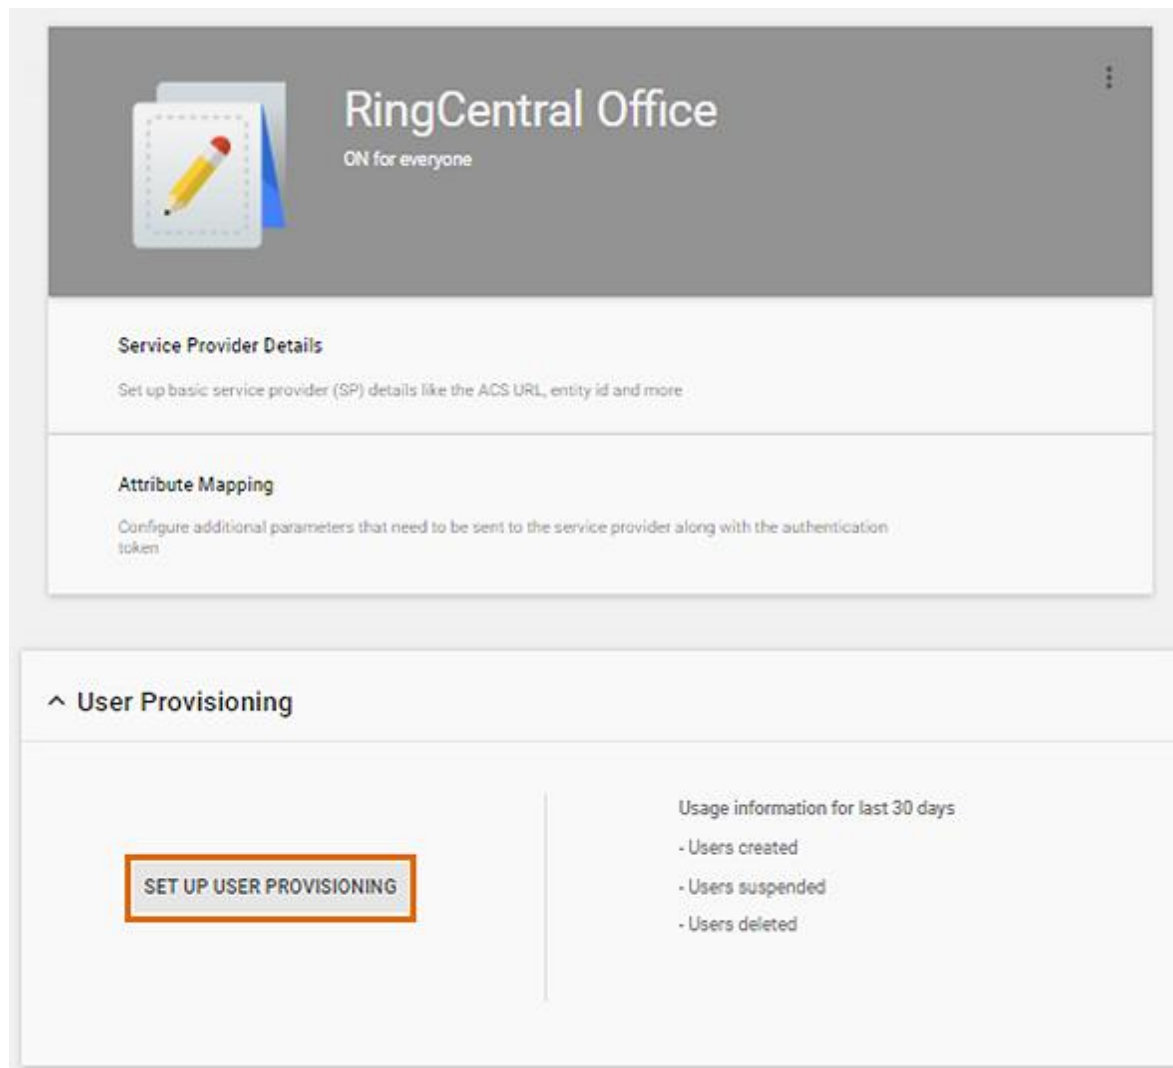 RingCentral Office
ON for everyone
Service Provider Details
Set up basic service provider (SP) details like the ACS URL, entity id and more
Attribute Mapping
Configure additional parameters that need to be sent to the service provider along with the authentication
token
User Provisioning
SET UP USER PROVISIONING
Usage information for last 30 days
- Users created
- Users suspended
- Users deleted